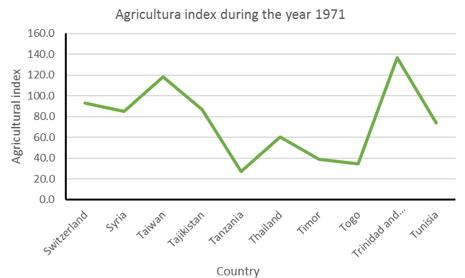 Agricultura index during the year 1971
Agricultural index
160.0
140.0
120.0
100.0
80.0
60.0
40.0
20.0
0.0
Switzerland
Syria
Taiwan
Tajikistan
Tanzania
Thailand
Timor
Togo
Trinidad and...
Tunisia
Country